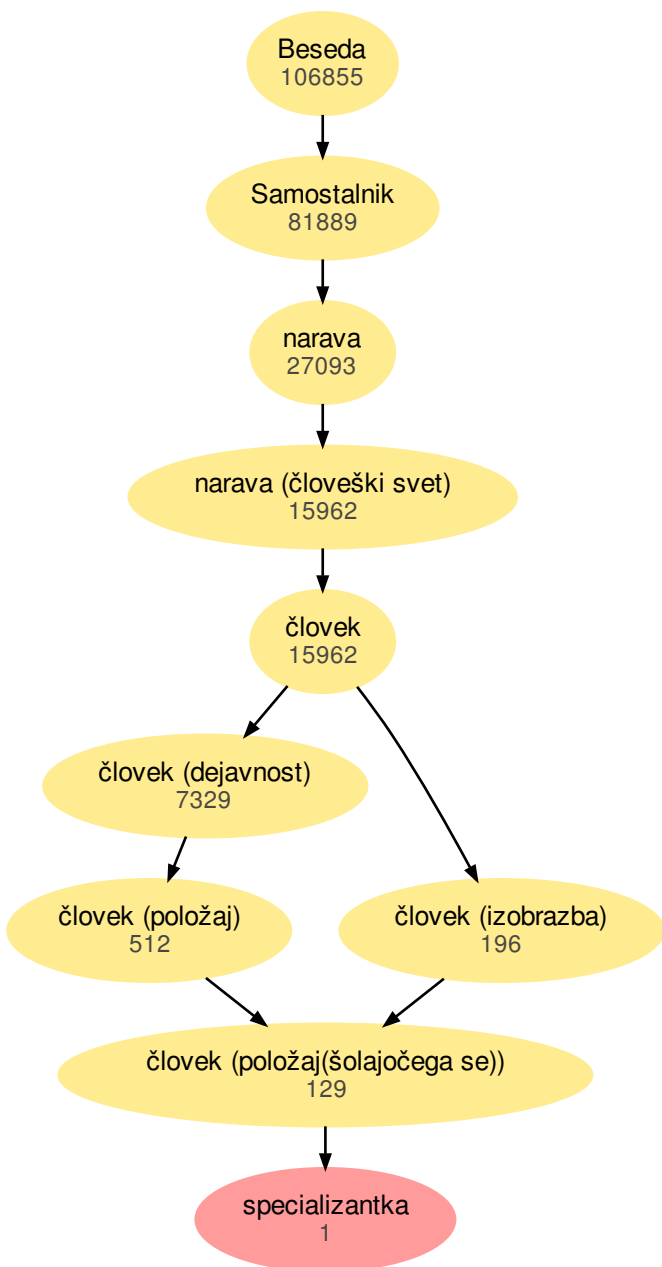 Beseda
106855
Samostalnik
81889
narava
27093
narava (človeški svet)
15962
človek
15962
človek (dejavnost)
7329
človek (položaj)
512
človek (izobrazba)
196
človek (položaj(šolajočega se))
129
specializantka
1